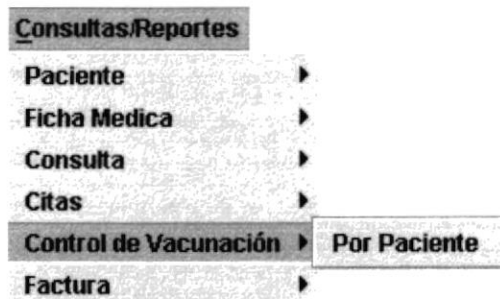 Consultas/Reportes
Paciente
Ficha Medica
Consulta
Citas
Control de Vacunación Por Paciente
Factura